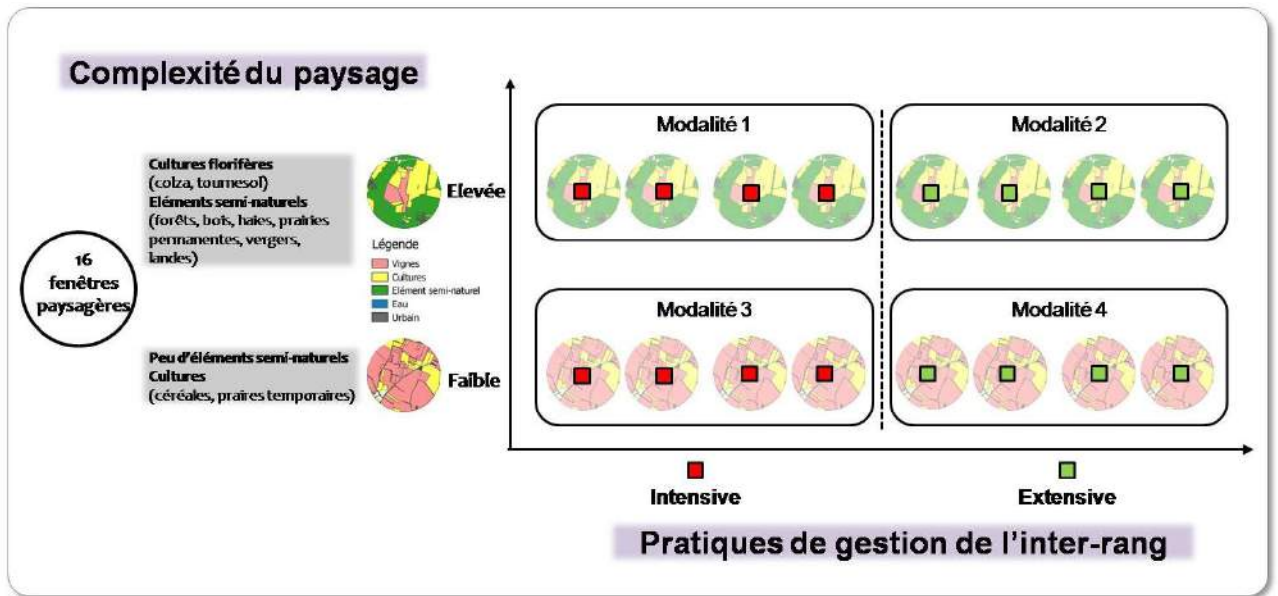 Complexité du paysage
Cultures florifères
(colza, tournesol)
Eléments semi-naturels
(forêts, bois, haies, prairies
permanentes, vergers,
landes)
Elevée
Légende
Vignes
Cultures
Elément semi-naturel
Eau
Urbain
16
fenêtres
paysagères
Peu d'éléments semi-naturels
Cultures
(céréales, praires temporaires)
Faible
Modalité 1
Modalité 2
Modalité 3
Modalité 4
Intensive
Extensive
Pratiques de gestion de l'inter-rang